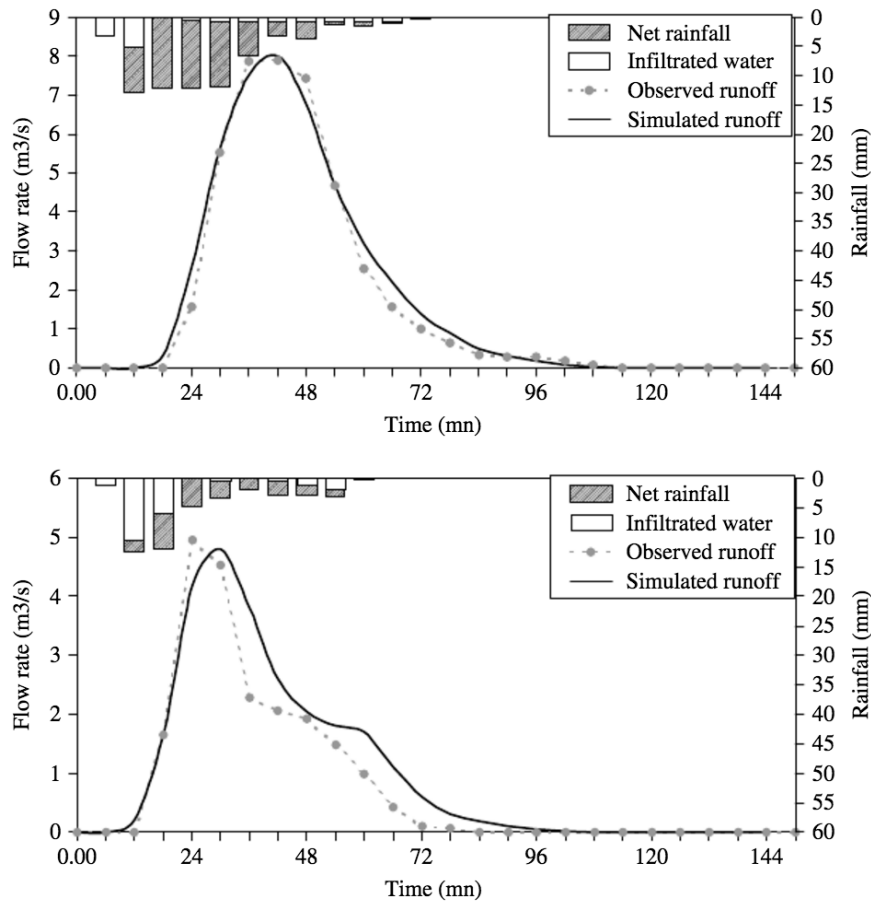 9
8
7
6
5
4
3
2
1
0
Flow rate (m3/s)
0
5
10
15
20
25
30
35
40
45
50
55
60
Rainfall (mm)
Net rainfall
Infiltrated water
Observed runoff
Simulated runoff
0.00 24 48 72 96 120 144
Time (mn)
6
5
4
3
2
1
0
Flow rate (m3/s)
0
5
10
15
20
25
30
35
40
45
50
55
60
Rainfall (mm)
Net rainfall
Infiltrated water
Observed runoff
Simulated runoff
0.00 24 48 72 96 120 144
Time (mn)